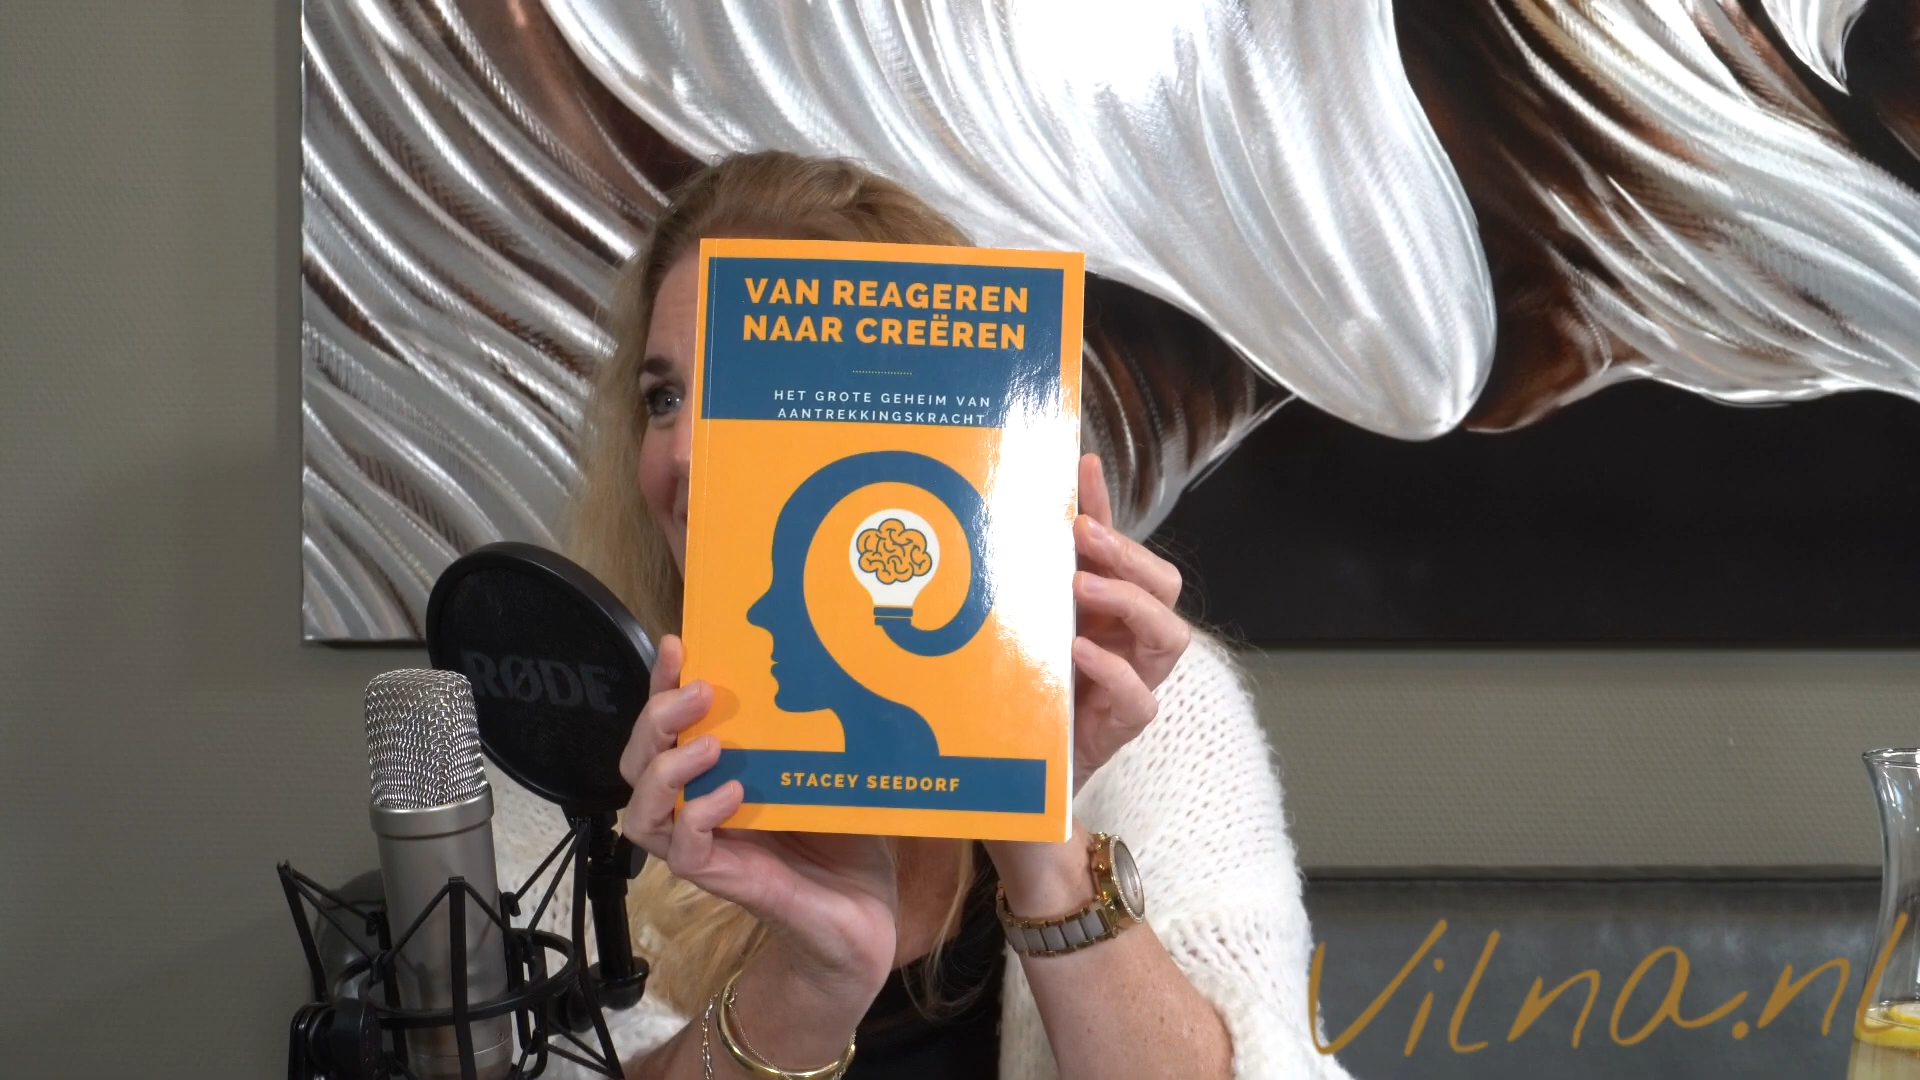 VAN REAGEREN
NAAR CREËREN
HET GROTE GEHEIM VAN
AANTREKKINGSKRACHT
STACEY SEEDORF
RØDE
Vilna.nl